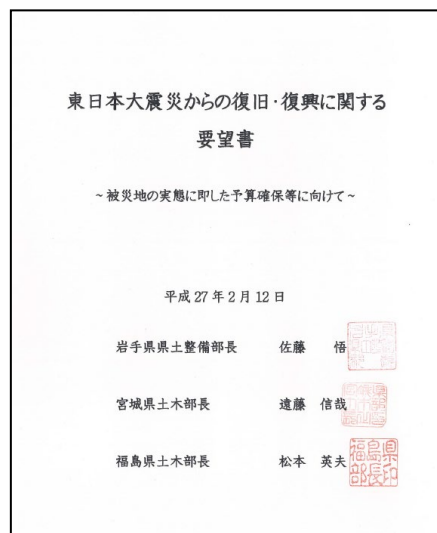 東日本大震災からの復旧・復興に関する
要望書
~被災地の実態に即した予算確保等に向けて~
平成27年2月12日
岩手県県土整備部長 佐藤 悟
宮城県土木部長 遠藤 信哉
福島県土木部長 松本 英夫